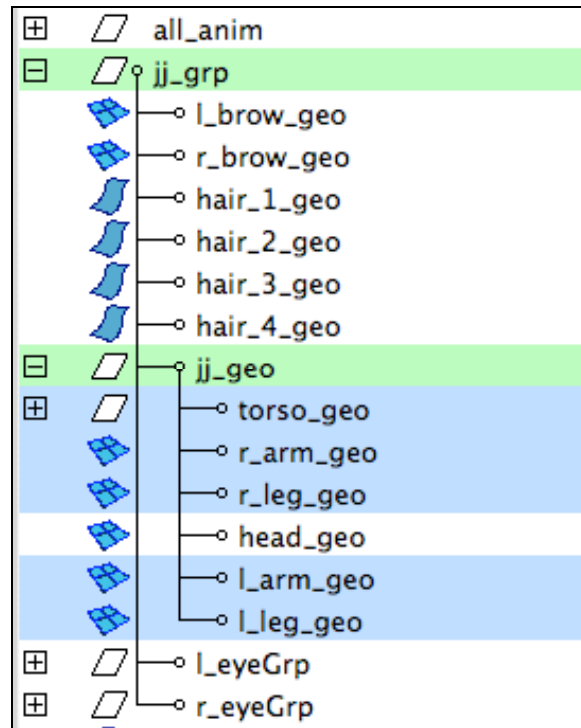 all_anim
jj_grp
l_brow_geo
r_brow_geo
hair_1_geo
hair_2_geo
hair_3_geo
hair_4_geo
jj_geo
torso_geo
r_arm_geo
r_leg_geo
head_geo
l_arm_geo
l_leg_geo
l_eyeGrp
r_eyeGrp